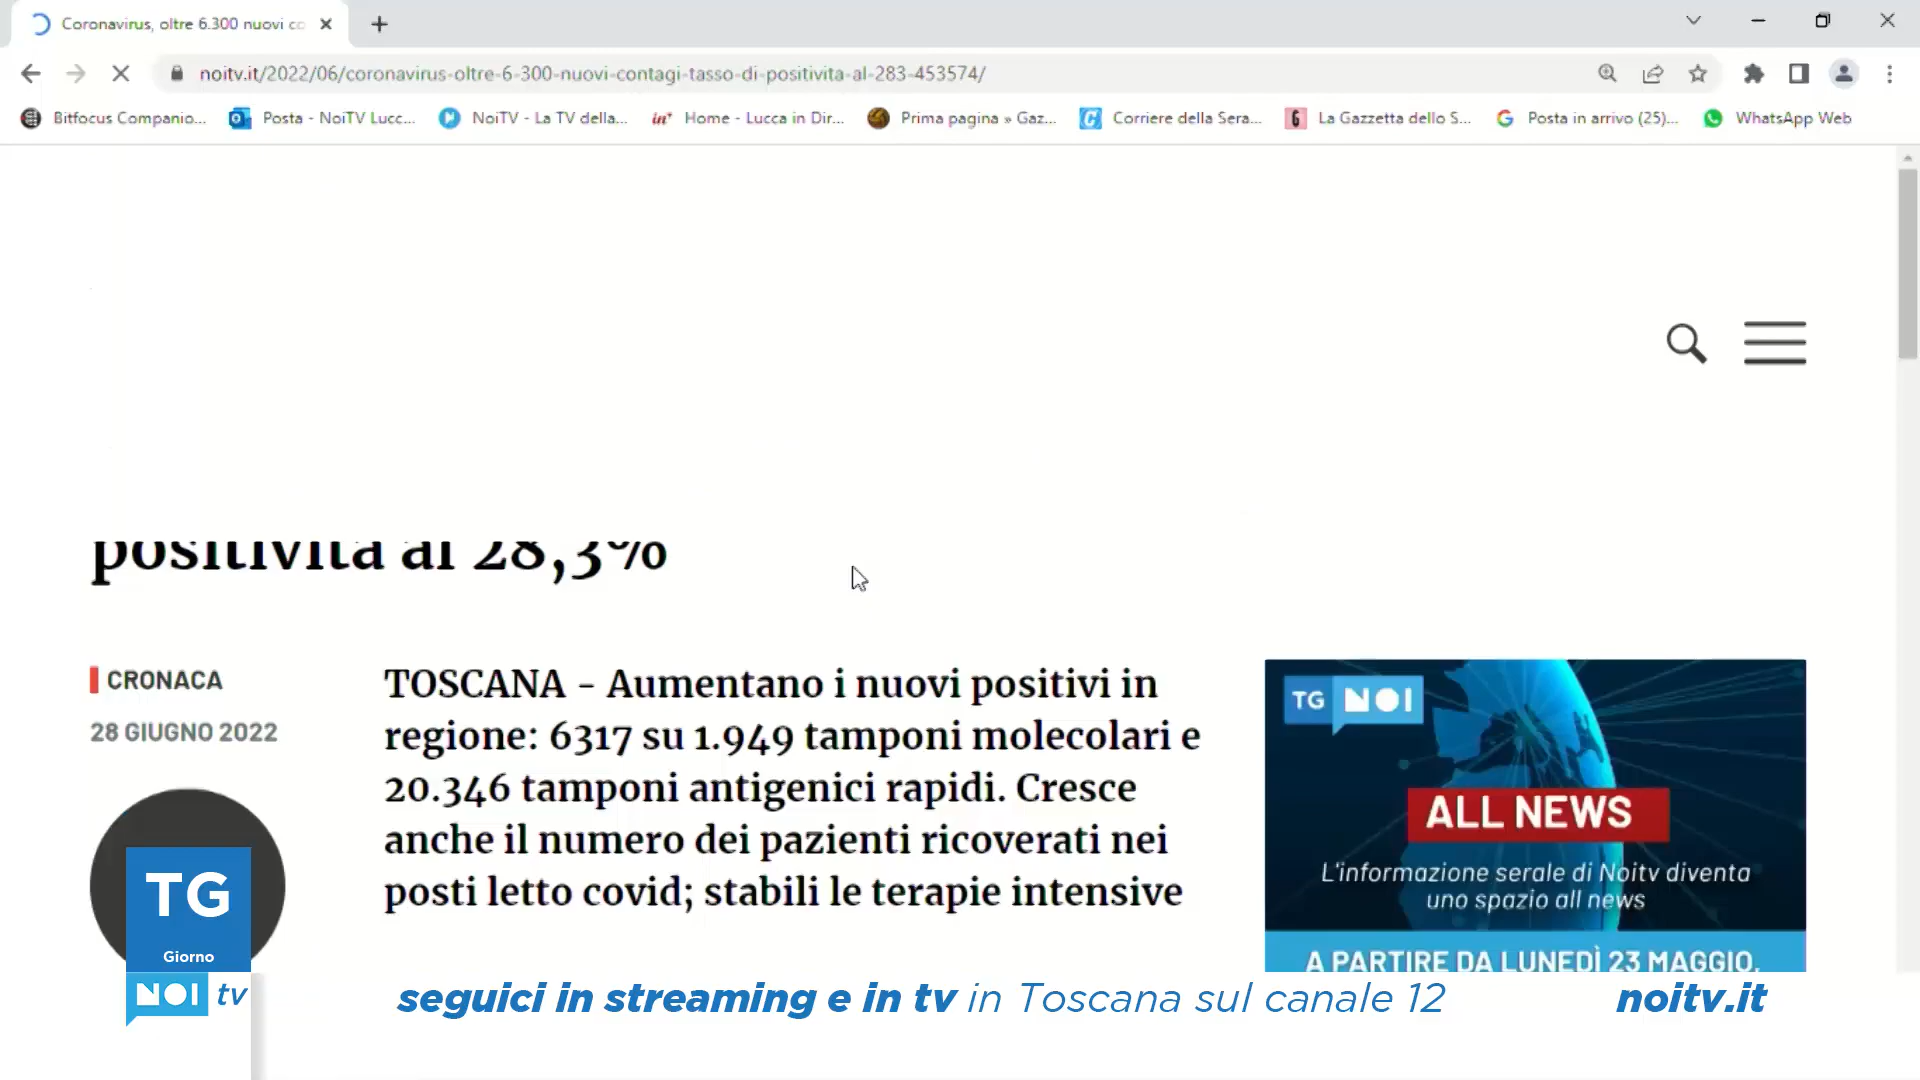 Coronavirus, oltre 6.300 nuovi co
noitv.it/2022/06/coronavirus-oltre-6-300-nuovi-contagi-tasso-di-positivita-al-283-453574/
Bitfocus Companio... Posta - NoiTV Lucc... NoiTV - La TV della... Home - Lucca in Dir... Prima pagina » Gaz... Corriere della Sera... La Gazzetta dello S... Posta in arrivo (25)... WhatsApp Web
positività al 28,3%
CRONACA
28 GIUGNO 2022
TOSCANA - Aumentano i nuovi positivi in
regione: 6317 su 1.949 tamponi molecolari e
20.346 tamponi antigenici rapidi. Cresce
anche il numero dei pazienti ricoverati nei
posti letto covid; stabili le terapie intensive
TG NOI
ALL NEWS
L'informazione serale di Noitv diventa
uno spazio all news
A PARTIRE DA LUNEDÌ 23 MAGGIO,
TG
Giorno
NOI tv
seguici in streaming e in tv in Toscana sul canale 12
noitv.it